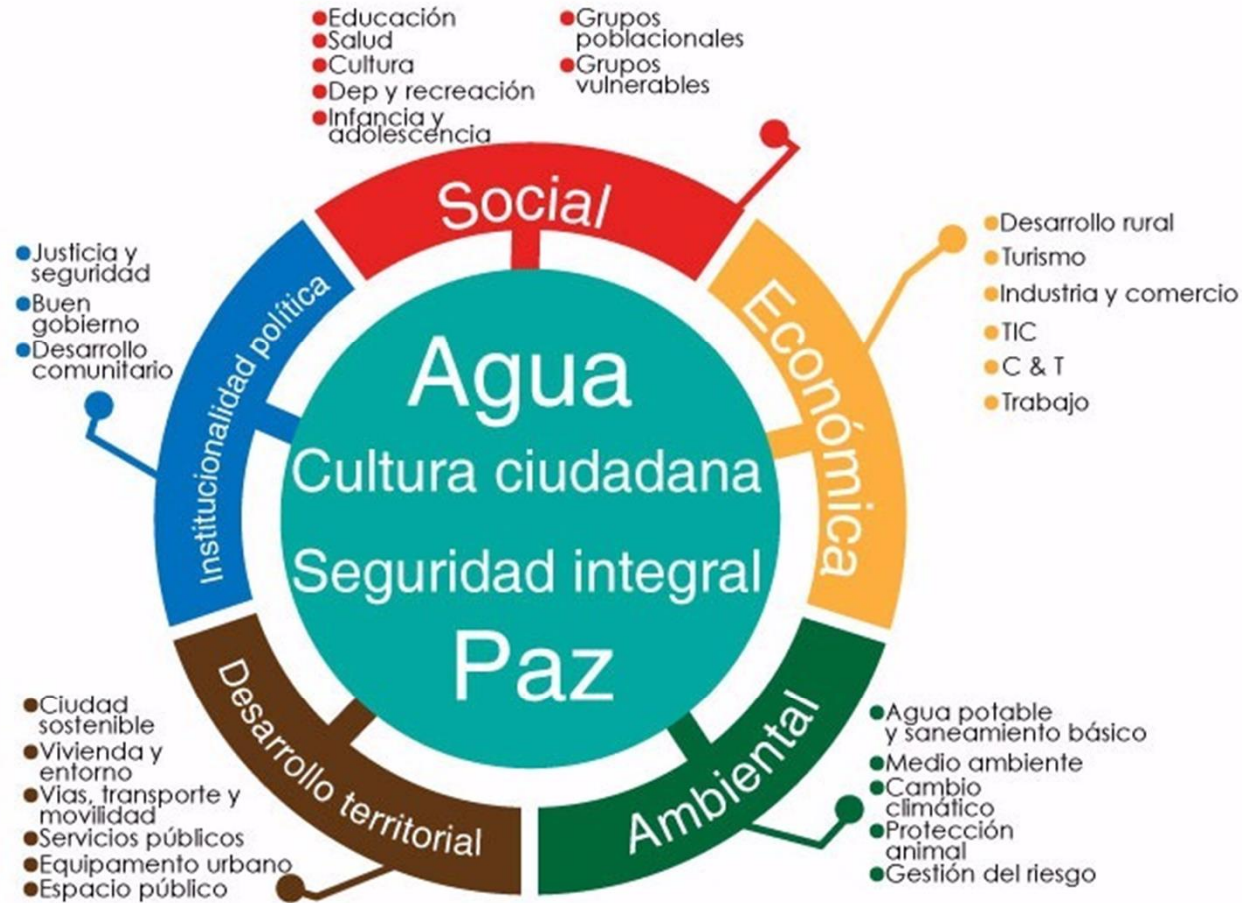 Educación
Salud
Cultura
Dep y recreación
Infancia y
adolescencia
Grupos
poblacionales
Grupos
vulnerables
Social
Económica
Desarrollo rural
Turismo
Industria y comercio
TIC
C & T
Trabajo
Justicia y
seguridad
Buen
gobierno
Desarrollo
comunitario
Institucionalidad política
Agua
Cultura ciudadana
Seguridad integral
Paz
Desarrollo territorial
Ciudad
sostenible
Vivienda y
entorno
Vias, transporte y
movilidad
Servicios públicos
Equipamento urbano
Espacio público
Ambiental
Agua potable
y saneamiento básico
Medio ambiente
Cambio
climático
Protección
animal
Gestión del riesgo